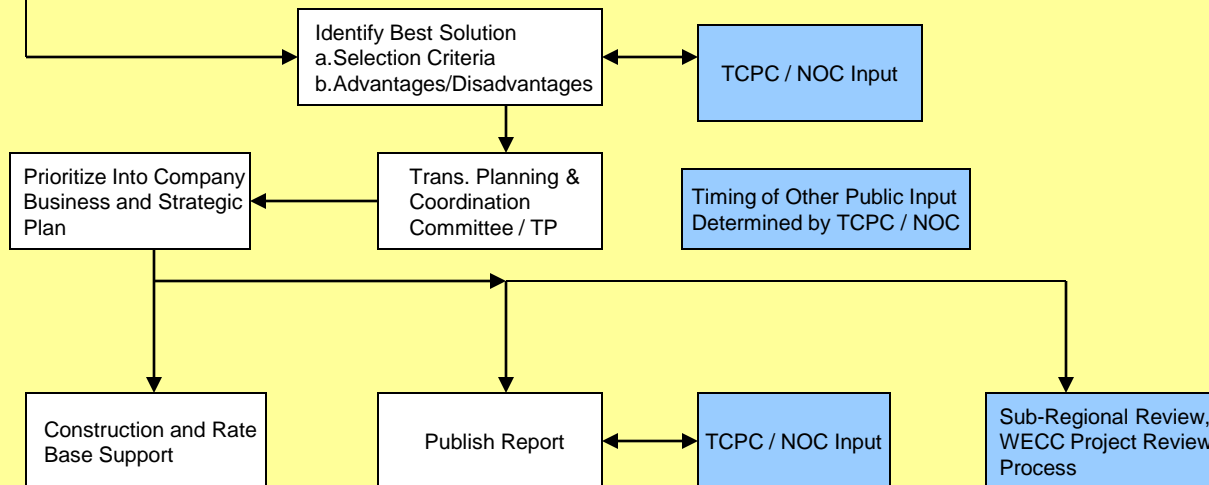 Identify Best Solution
a.Selection Criteria
b.Advantages/Disadvantages
TCPC / NOC Input
Prioritize Into Company
Business and Strategic
Plan
Trans. Planning &
Coordination
Committee / TP
Timing of Other Public Input
Determined by TCPC / NOC
Construction and Rate
Base Support
Publish Report
TCPC / NOC Input
Sub-Regional Review,
WECC Project Review
Process